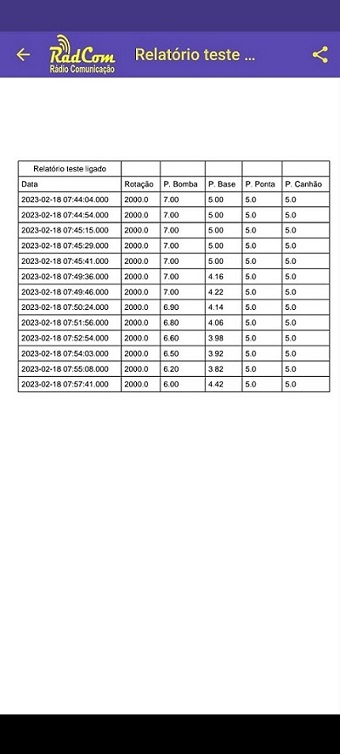 RadCom
Rádio Comunicação
Relatório teste ...
Relatório teste ligado
Data Rotação P. Bomba P. Base P. Ponta P. Canhão
2023-02-18 07:44:04.000 2000.0 7.00 5.00 5.0 5.0
2023-02-18 07:44:54.000 2000.0 7.00 5.00 5.0 5.0
2023-02-18 07:45:15.000 2000.0 7.00 5.00 5.0 5.0
2023-02-18 07:45:29.000 2000.0 7.00 5.00 5.0 5.0
2023-02-18 07:45:41.000 2000.0 7.00 5.00 5.0 5.0
2023-02-18 07:49:36.000 2000.0 7.00 4.16 5.0 5.0
2023-02-18 07:49:46.000 2000.0 7.00 4.22 5.0 5.0
2023-02-18 07:50:24.000 2000.0 6.90 4.14 5.0 5.0
2023-02-18 07:51:56.000 2000.0 6.80 4.06 5.0 5.0
2023-02-18 07:52:54.000 2000.0 6.60 3.98 5.0 5.0
2023-02-18 07:54:03.000 2000.0 6.50 3.92 5.0 5.0
2023-02-18 07:55:08.000 2000.0 6.20 3.82 5.0 5.0
2023-02-18 07:57:41.000 2000.0 6.00 4.42 5.0 5.0